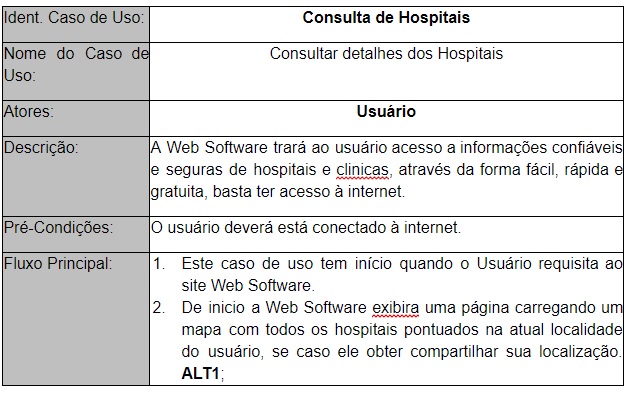 Ident. Caso de Uso:
Consulta de Hospitais
Nome do Caso de
Uso:
Consultar detalhes dos Hospitais
Atores:
Usuário
Descrição:
A Web Software trará ao usuário acesso a informações confiáveis
e seguras de hospitais e clinicas, através da forma fácil, rápida e
gratuita, basta ter acesso à internet.
Pré-Condições:
O usuário deverá está conectado à internet.
Fluxo Principal:
1. Este caso de uso tem início quando o Usuário requisita ao
site Web Software.
2. De inicio a Web Software exibira uma página carregando um
mapa com todos os hospitais pontuados na atual localidade
do usuário, se caso ele obter compartilhar sua localização.
ALT1;